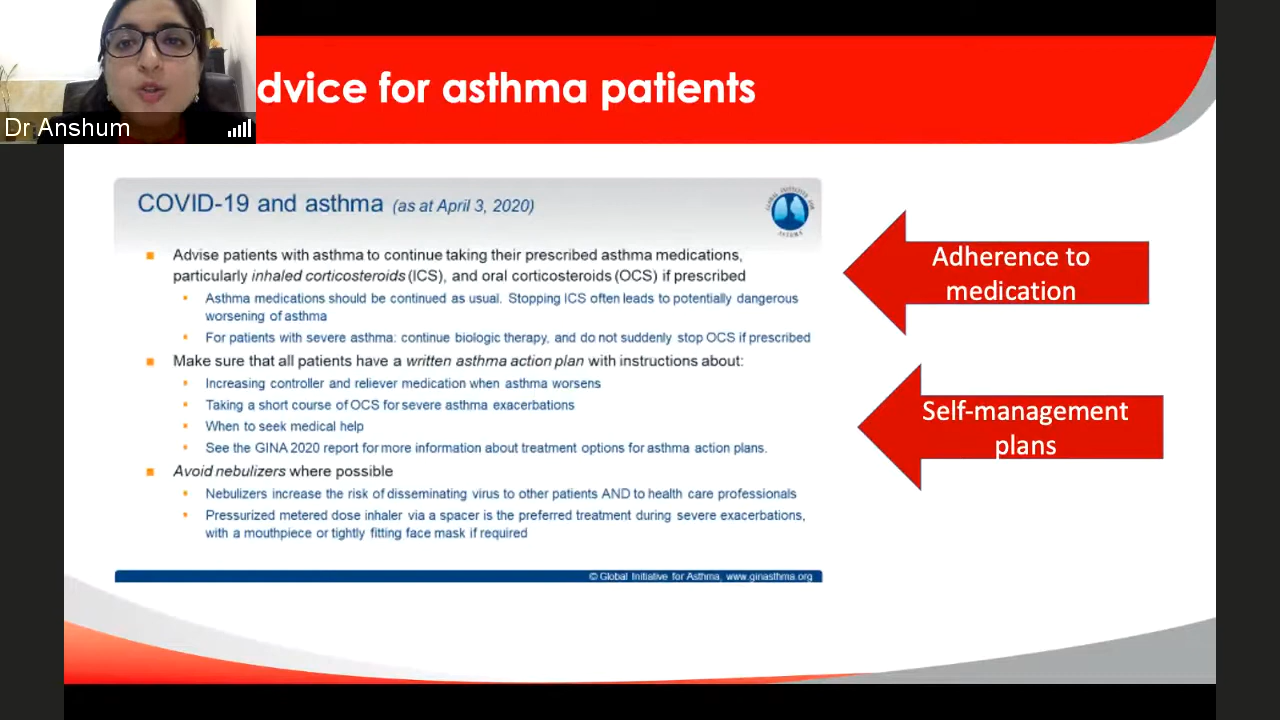 dvice for asthma patients
Dr Anshum
COVID-19 and asthma (as at April 3, 2020)
GLOBAL INITIATIVE FOR ASTHMA
Advise patients with asthma to continue taking their prescribed asthma medications,
particularly inhaled corticosteroids (ICS), and oral corticosteroids (OCS) if prescribed
Asthma medications should be continued as usual. Stopping ICS often leads to potentially dangerous
worsening of asthma
For patients with severe asthma: continue biologic therapy, and do not suddenly stop OCS if prescribed
Make sure that all patients have a written asthma action plan with instructions about:
Increasing controller and reliever medication when asthma worsens
Taking a short course of OCS for severe asthma exacerbations
When to seek medical help
See the GINA 2020 report for more information about treatment options for asthma action plans.
Avoid nebulizers where possible
Nebulizers increase the risk of disseminating virus to other patients AND to health care professionals
Pressurized metered dose inhaler via a spacer is the preferred treatment during severe exacerbations,
with a mouthpiece or tightly fitting face mask if required
© Global Initiative for Asthma, www.ginasthma.org
Adherence to
medication
Self-management
plans